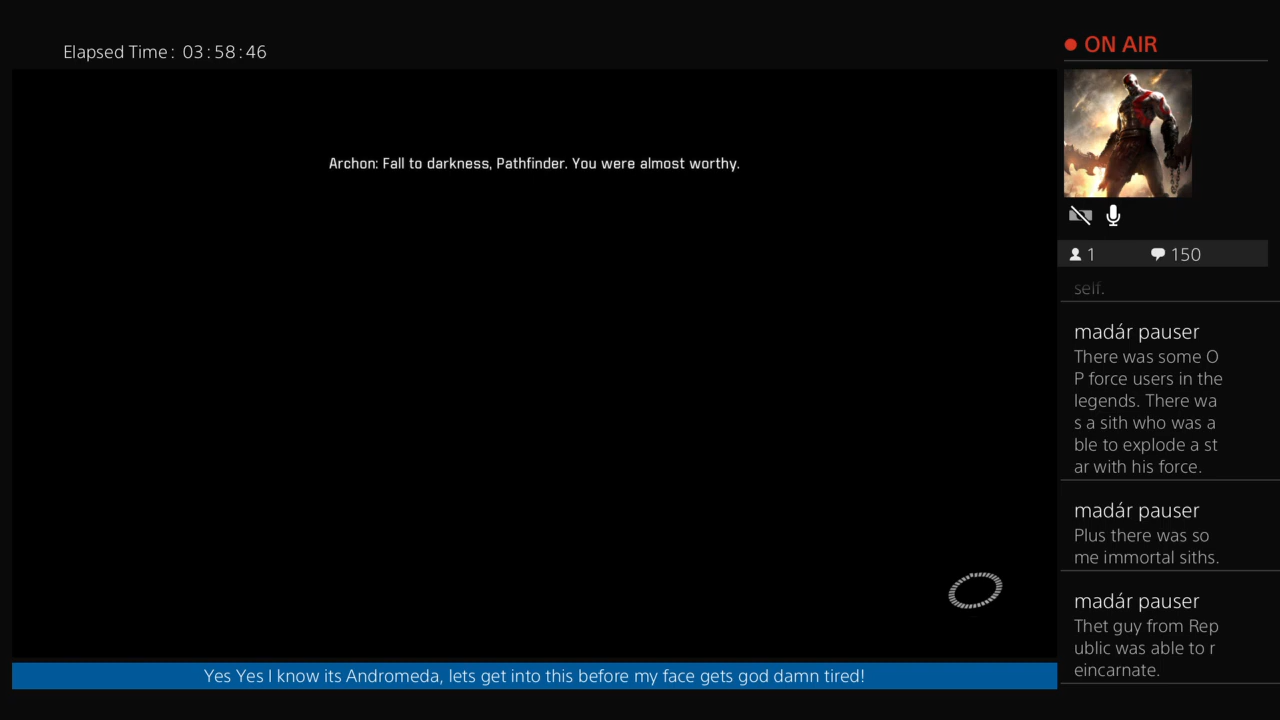 Elapsed Time: 03:58:46
ON AIR
Archon: Fall to darkness, Pathfinder. You were almost worthy.
1 150
self.
madár pauser
There was some O
P force users in the
legends. There wa
s a sith who was a
ble to explode a st
ar with his force.
madár pauser
Plus there was so
me immortal siths.
madár pauser
Thet guy from Rep
ublic was able to r
eincarnate.
Yes Yes I know its Andromeda, lets get into this before my face gets god damn tired!